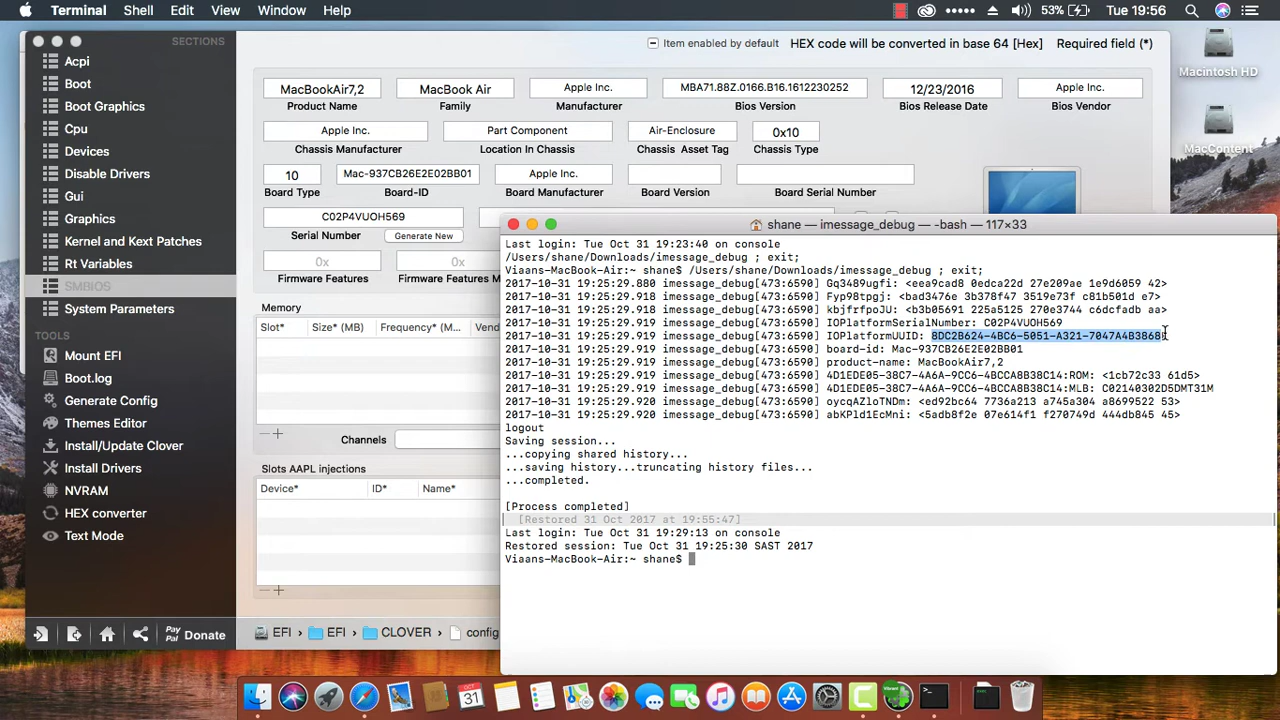 Terminal Shell Edit View Window Help 53% Tue 19:56
SECTIONS
Acpi
Boot
Boot Graphics
Cpu
Devices
Disable Drivers
Gui
Graphics
Kernel and Kext Patches
Rt Variables
SMBIOS
System Parameters
TOOLS
Mount EFI
Boot.log
Generate Config
Themes Editor
Install/Update Clover
Install Drivers
NVRAM
HEX converter
Text Mode
Pay Pal Donate
Item enabled by default HEX code will be converted in base 64 [Hex] Required field (*)
MacBookAir7,2 MacBook Air Apple Inc. MBA71.88Z.0166.B16.1612230252 12/23/2016 Apple Inc.
Product Name Family Manufacturer Bios Version Bios Release Date Bios Vendor
Apple Inc. Part Component Air-Enclosure 0x10
Chassis Manufacturer Location In Chassis Chassis Asset Tag Chassis Type
10 Mac-937CB26E2E02BB01 Apple Inc.
Board Type Board-ID Board Manufacturer Board Version Board Serial Number
C02P4VUOH569
Serial Number Generate New
0x 0x
Firmware Features Firmware Features M
Memory
Slot* Size* (MB) Frequency* (M... Vend
Channels
Slots AAPL injections
Device* ID* Name*
EFI EFI CLOVER config
Macintosh HD
MacContent
shane — imessage_debug — -bash — 117×33
Last login: Tue Oct 31 19:23:40 on console
/Users/shane/Downloads/imessage_debug ; exit;
Viaans-MacBook-Air:~ shane$ /Users/shane/Downloads/imessage_debug ; exit;
2017-10-31 19:25:29.880 imessage_debug[473:6590] Gq3489ugfi: <eea9cad8 0edca22d 27e209ae 1e9d6059 42>
2017-10-31 19:25:29.918 imessage_debug[473:6590] Fyp98tpgj: <bad3476e 3b378f47 3519e73f c81b501d e7>
2017-10-31 19:25:29.918 imessage_debug[473:6590] kbjfrfpoJU: <b3b05691 225a5125 270e3744 c6dcfadb aa>
2017-10-31 19:25:29.919 imessage_debug[473:6590] IOPlatformSerialNumber: C02P4VUOH569
2017-10-31 19:25:29.919 imessage_debug[473:6590] IOPlatformUUID: 8DC2B624-4BC6-5051-A321-7047A4B3868
2017-10-31 19:25:29.919 imessage_debug[473:6590] board-id: Mac-937CB26E2E02BB01
2017-10-31 19:25:29.919 imessage_debug[473:6590] product-name: MacBookAir7,2
2017-10-31 19:25:29.919 imessage_debug[473:6590] 4D1EDE05-38C7-4A6A-9CC6-4BCCA8B38C14:ROM: <1cb72c33 61d5>
2017-10-31 19:25:29.919 imessage_debug[473:6590] 4D1EDE05-38C7-4A6A-9CC6-4BCCA8B38C14:MLB: C02140302D5DMT31M
2017-10-31 19:25:29.920 imessage_debug[473:6590] oycqAZloTNDm: <ed92bc64 7736a213 a745a304 a8699522 53>
2017-10-31 19:25:29.920 imessage_debug[473:6590] abKPld1EcMni: <5adb8f2e 07e614f1 f270749d 444db845 45>
logout
Saving session...
...copying shared history...
...saving history...truncating history files...
...completed.
[Process completed]
[Restored 31 Oct 2017 at 19:55:47]
Last login: Tue Oct 31 19:29:13 on console
Restored session: Tue Oct 31 19:25:30 SAST 2017
Viaans-MacBook-Air:~ shane$